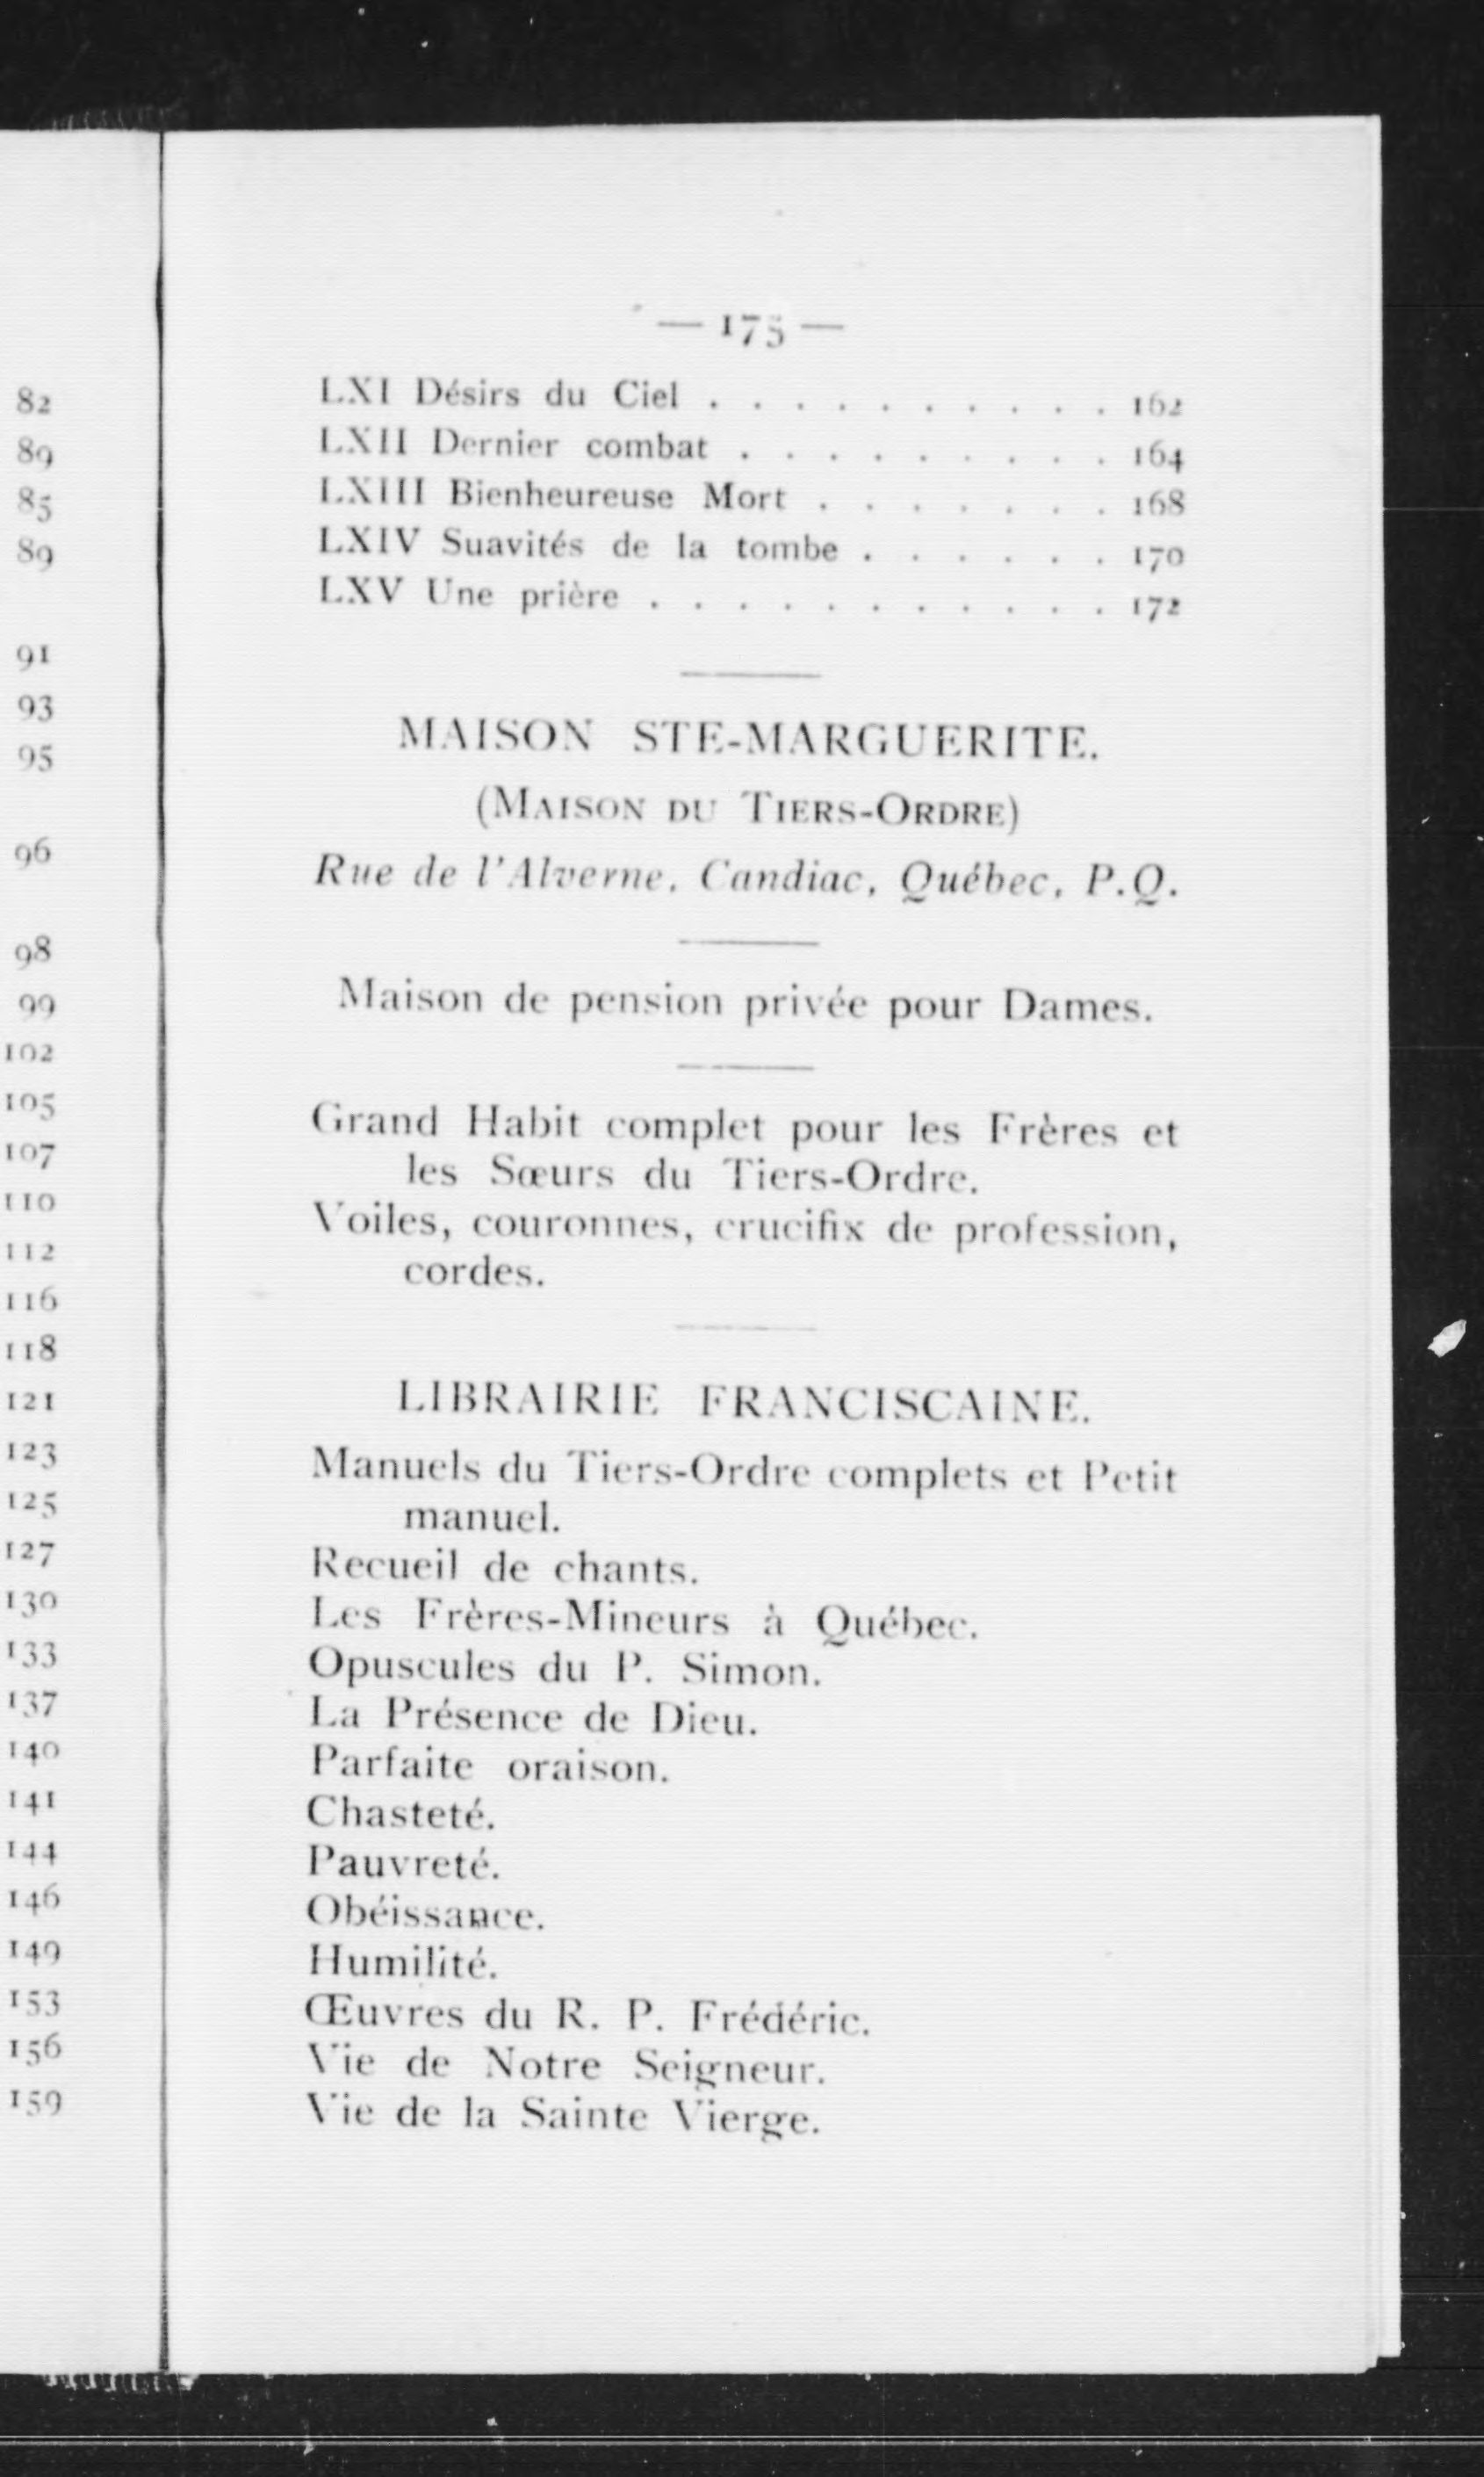 82
89
85
89
91
93
95
96
98
99
102
105
107
110
112
116
118
121
123
125
127
130
133
137
140
141
144
146
149
153
156
159
— 175 —
LXI Désirs du Ciel . . . . . . . . . . 162
LXII Dernier combat . . . . . . . . . 164
LXIII Bienheureuse Mort . . . . . . . 168
LXIV Suavités de la tombe . . . . . . 170
LXV Une prière . . . . . . . . . . . 172
MAISON STE-MARGUERITE.
(MAISON DU TIERS-ORDRE)
Rue de l'Alverne, Candiac, Québec, P.Q.
Maison de pension privée pour Dames.
Grand Habit complet pour les Frères et
les Sœurs du Tiers-Ordre.
Voiles, couronnes, crucifix de profession,
cordes.
LIBRAIRIE FRANCISCAINE.
Manuels du Tiers-Ordre complets et Petit
manuel.
Recueil de chants.
Les Frères-Mineurs à Québec.
Opuscules du P. Simon.
La Présence de Dieu.
Parfaite oraison.
Chasteté.
Pauvreté.
Obéissance.
Humilité.
Œuvres du R. P. Frédéric.
Vie de Notre Seigneur.
Vie de la Sainte Vierge.